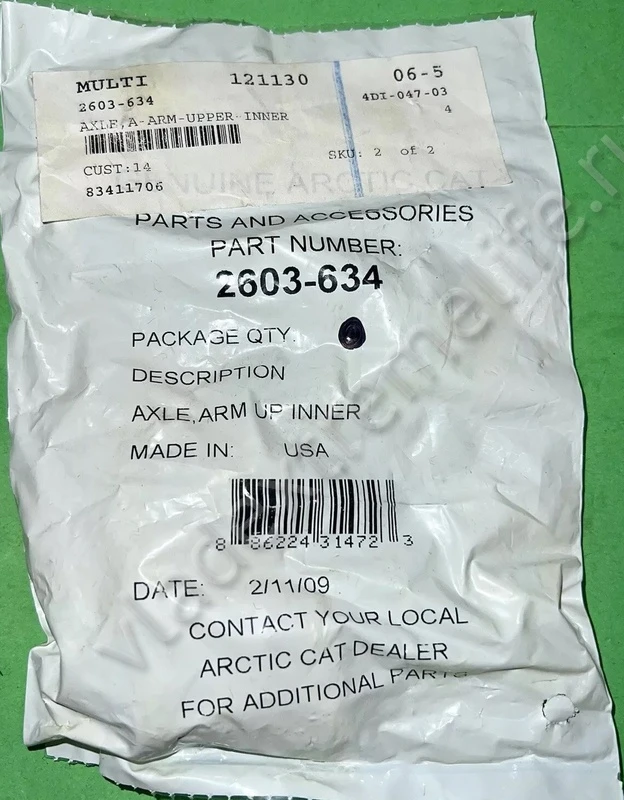 MULTI 121130 06-5
2603-634 4DI-047-03
AXLE,A-ARM-UPPER-INNER 4
CUST:14 SKU: 2 of 2
83411706
GENUINE ARCTIC CAT
PARTS AND ACCESSORIES
PART NUMBER:
2603-634
PACKAGE QTY.
DESCRIPTION
AXLE,ARM UP INNER
MADE IN: USA
8 86224 31472 3
DATE: 2/11/09
CONTACT YOUR LOCAL
ARCTIC CAT DEALER
FOR ADDITIONAL PARTS